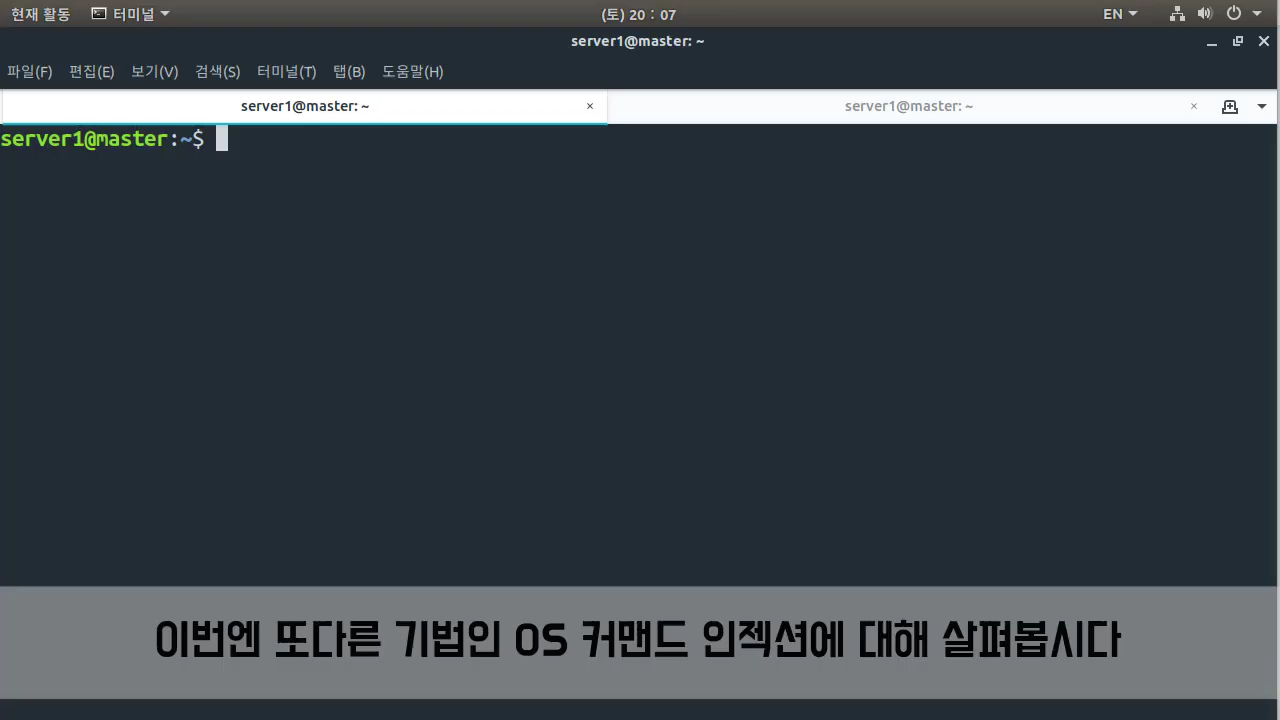 현재 활동 터미널 (토) 20 : 07 EN
server1@master: ~
파일(F) 편집(E) 보기(V) 검색(S) 터미널(T) 탭(B) 도움말(H)
server1@master: ~ × server1@master: ~ ×
server1@master:~$
이번엔 또다른 기법인 OS 커맨드 인젝션에 대해 살펴봅시다